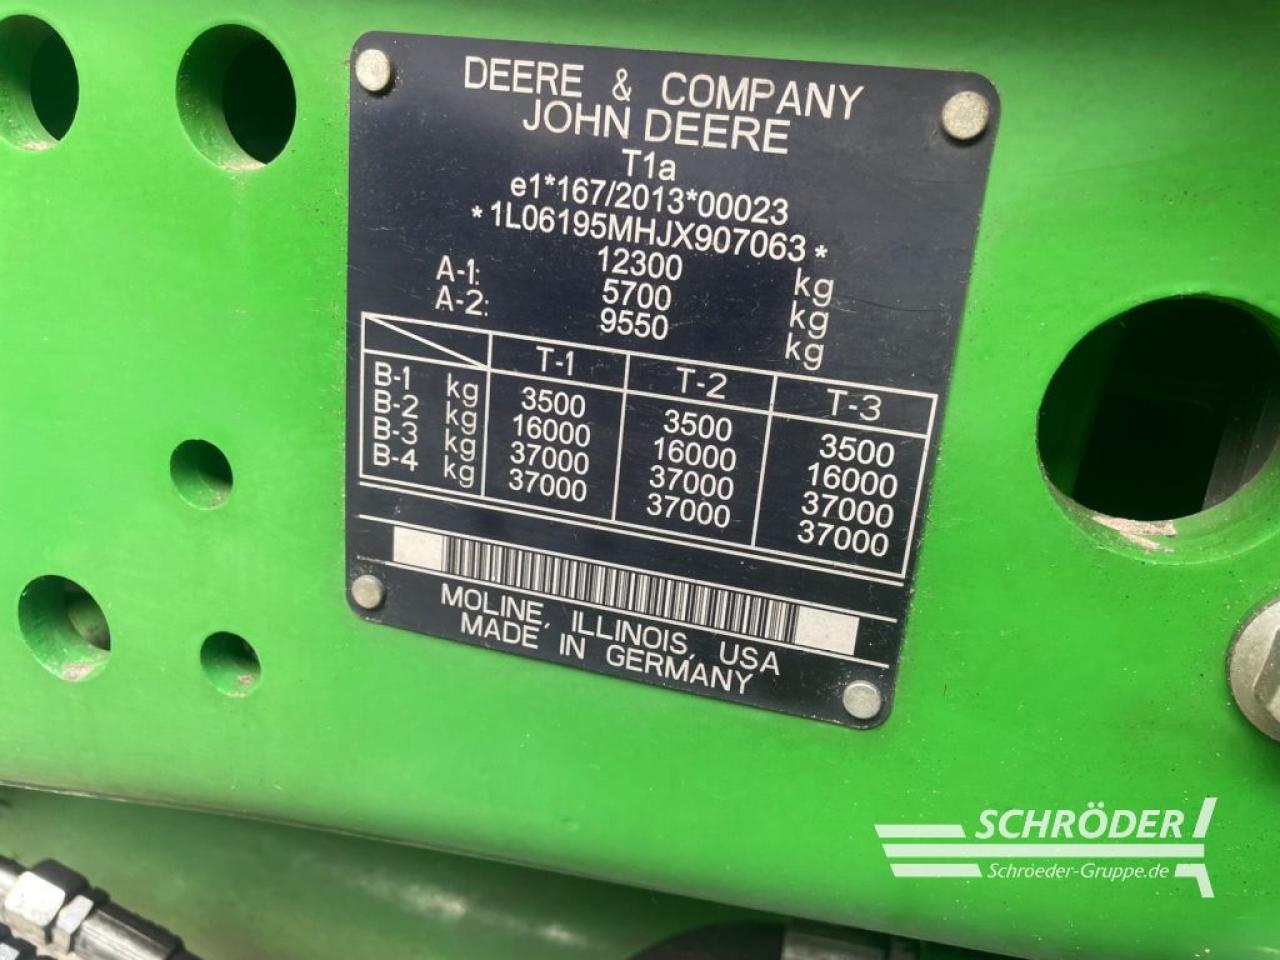 DEERE & COMPANY
JOHN DEERE
T1a
e1*167/2013*00023
*1L06195MHJX907063*
12300 kg
A-1: 5700 kg
A-2: 9550 kg
T-1 T-2 T-3
B-1 kg 3500 3500 3500
B-2 kg 16000 16000 16000
B-3 kg 37000 37000 37000
B-4 kg 37000 37000 37000
MOLINE, ILLINOIS, USA
MADE IN GERMANY
SCHRÖDER
Schröder-Gruppe.de